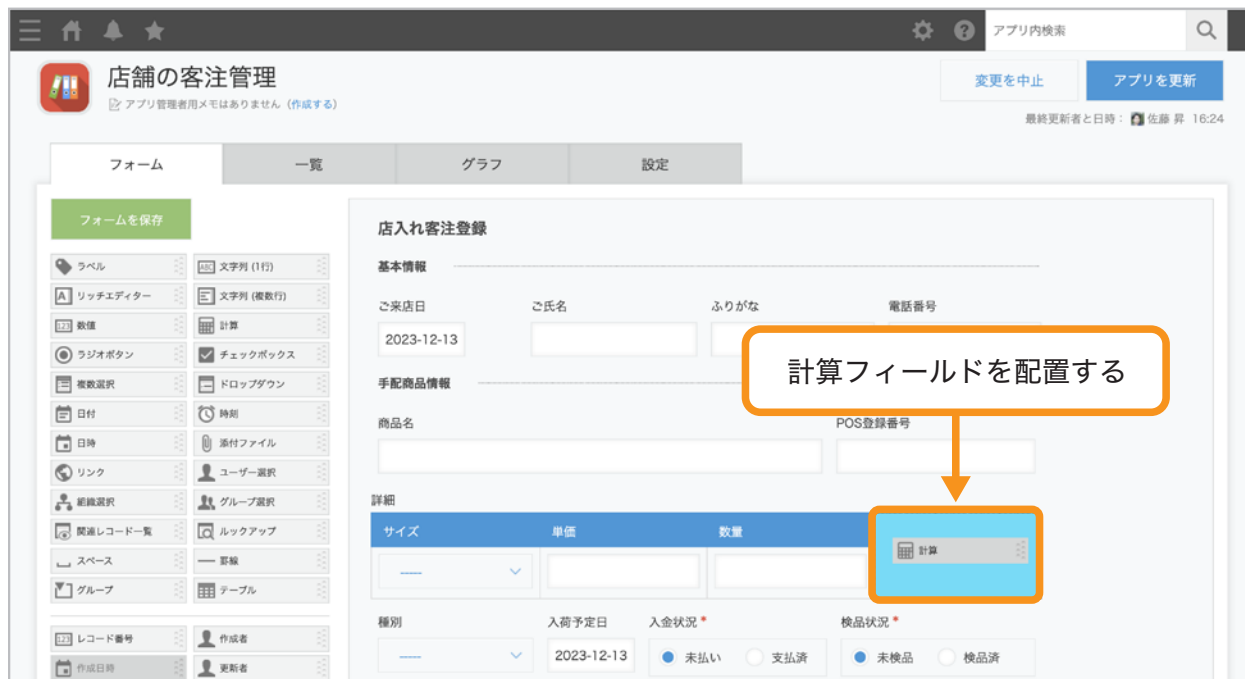 アプリ内検索
店舗の客注管理
アプリ管理者用メモはありません（作成する）
変更を中止
アプリを更新
最終更新者と日時： 佐藤 昇 16:24
フォーム 一覧 グラフ 設定
フォームを保存
ラベル
ABC 文字列 (1行)
A リッチエディター
文字列 (複数行)
123 数値
計算
ラジオボタン
チェックボックス
複数選択
ドロップダウン
日付
時刻
日時
添付ファイル
リンク
ユーザー選択
組織選択
グループ選択
関連レコード一覧
ルックアップ
スペース
罫線
グループ
テーブル
123 レコード番号
作成者
作成日時
更新者
店入れ客注登録
基本情報
ご来店日 ご氏名 ふりがな 電話番号
2023-12-13
計算フィールドを配置する
手配商品情報
商品名 POS登録番号
詳細
サイズ 単価 数量
計算
-----
種別 入荷予定日 入金状況 * 検品状況 *
----- 2023-12-13 未払い 支払済 未検品 検品済